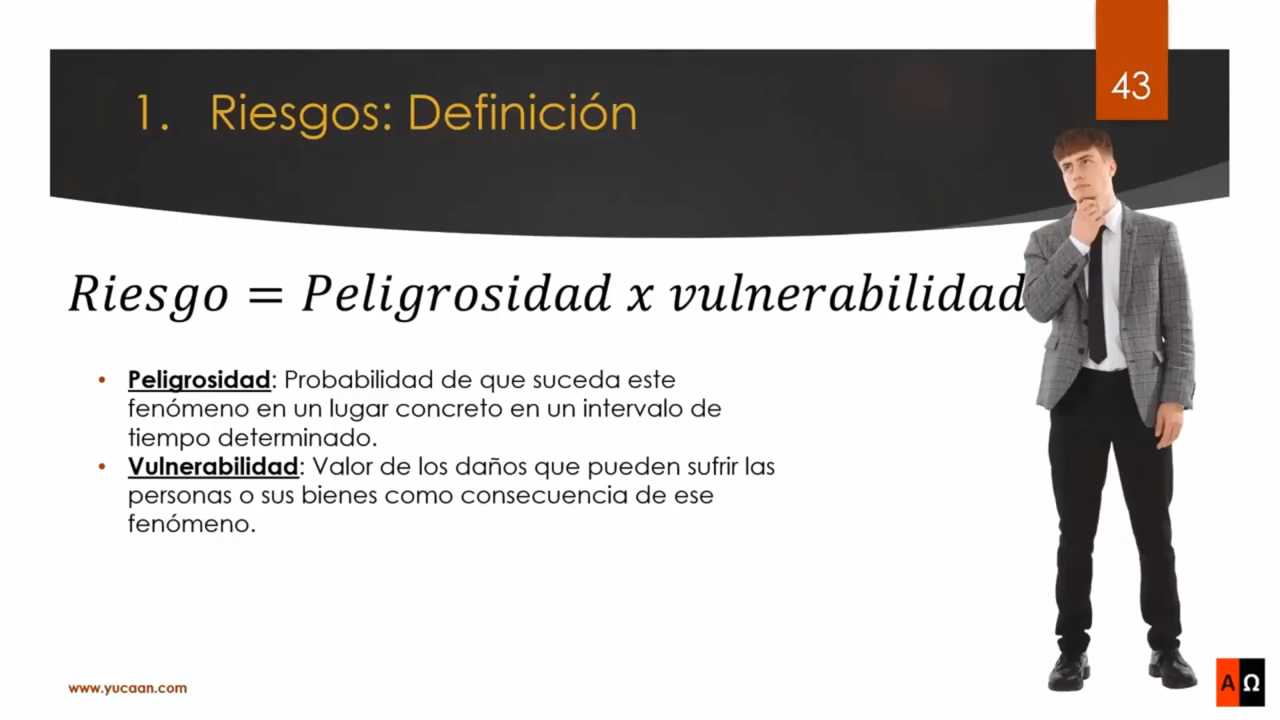 43
1. Riesgos: Definición
Riesgo = Peligrosidad x vulnerabilidad
• Peligrosidad: Probabilidad de que suceda este
fenómeno en un lugar concreto en un intervalo de
tiempo determinado.
• Vulnerabilidad: Valor de los daños que pueden sufrir las
personas o sus bienes como consecuencia de ese
fenómeno.
www.yucaan.com
A Ω